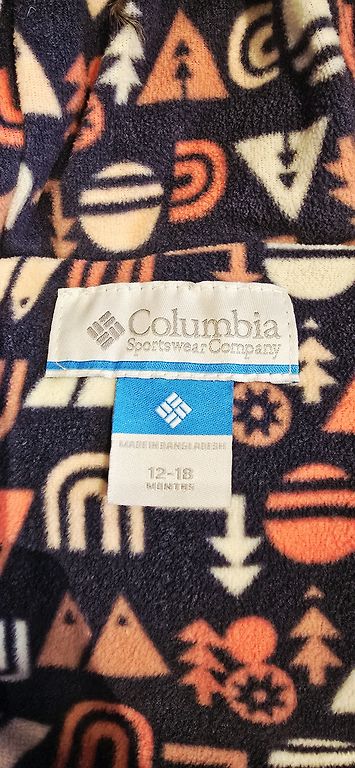 Columbia
Sportswear Company
MADE IN BANGLADESH
12-18
MONTHS